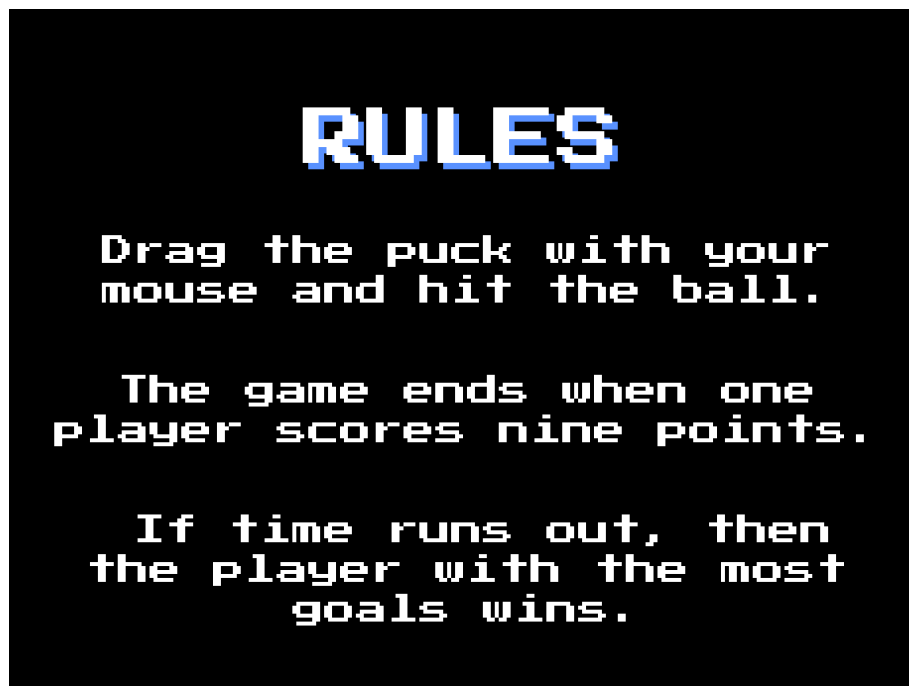 RULES
Drag the puck with your
mouse and hit the ball.
The game ends when one
player scores nine points.
If time runs out, then
the player with the most
goals wins.